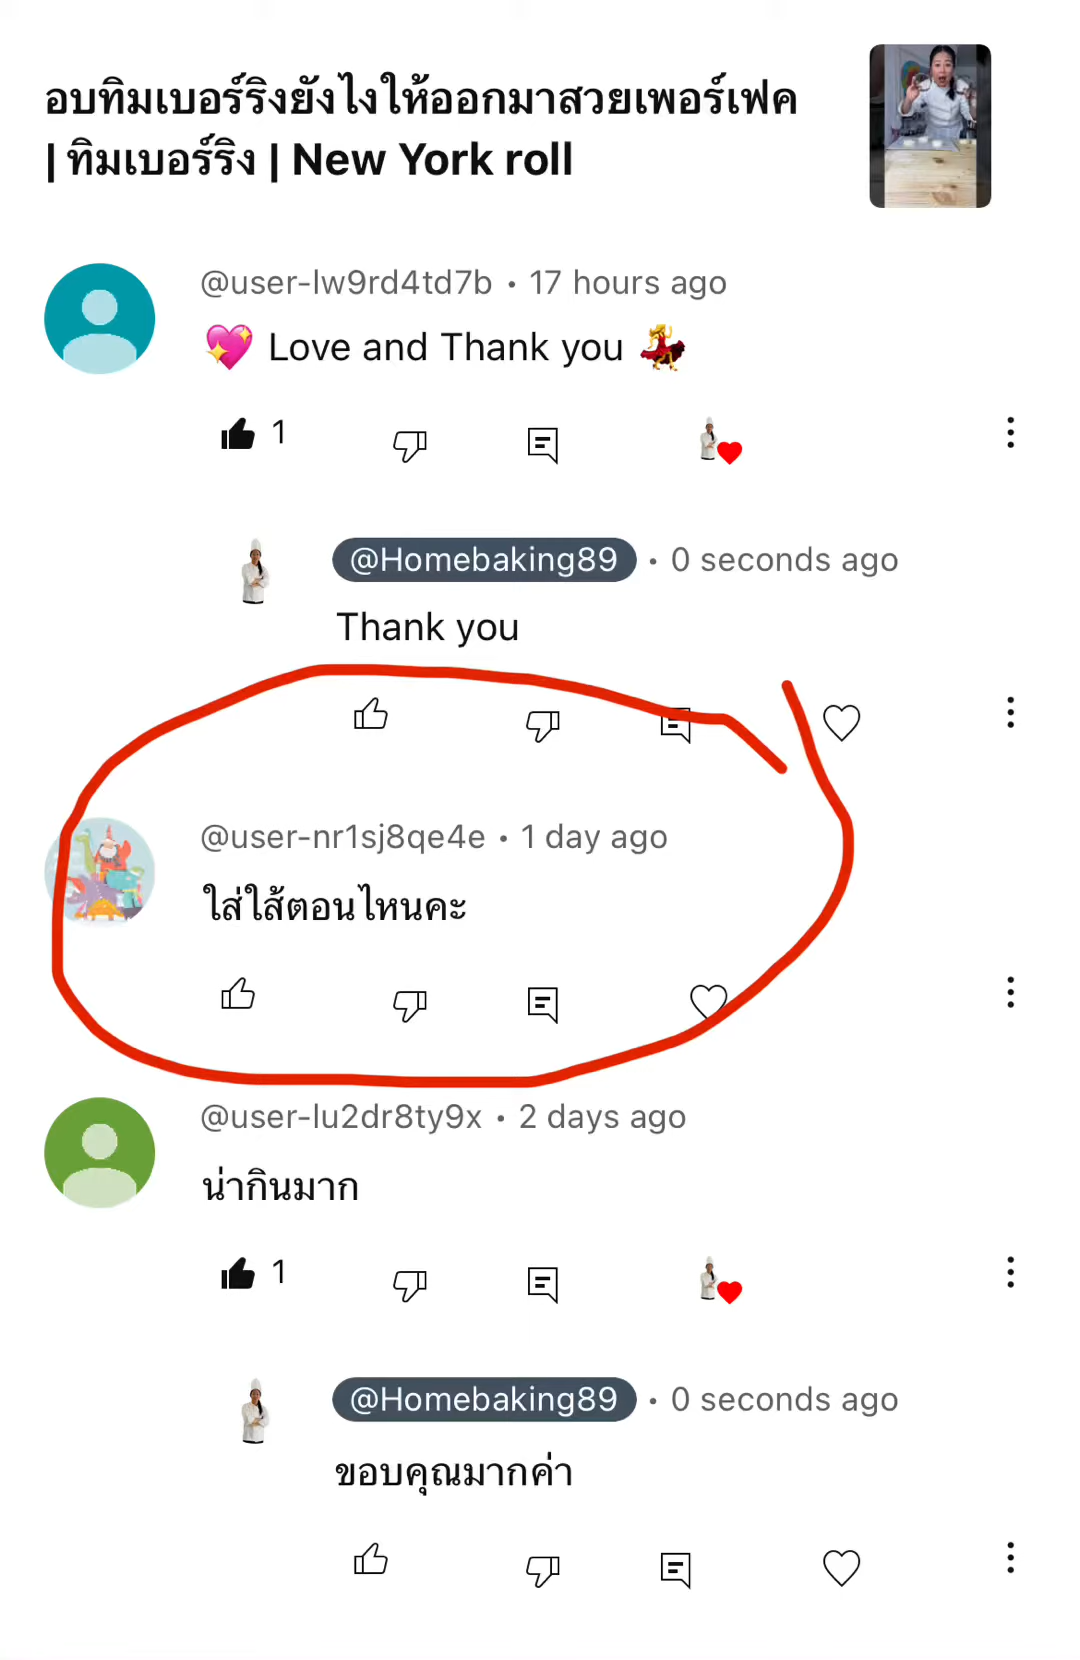 อบทิมเบอร์ริงยังไงให้ออกมาสวยเพอร์เฟค
| ทิมเบอร์ริง | New York roll
@user-lw9rd4td7b • 17 hours ago
💖 Love and Thank you 💃
1
@Homebaking89 • 0 seconds ago
Thank you
@user-nr1sj8qe4e • 1 day ago
ใส่ใส้ตอนไหนคะ
@user-lu2dr8ty9x • 2 days ago
น่ากินมาก
1
@Homebaking89 • 0 seconds ago
ขอบคุณมากค่า